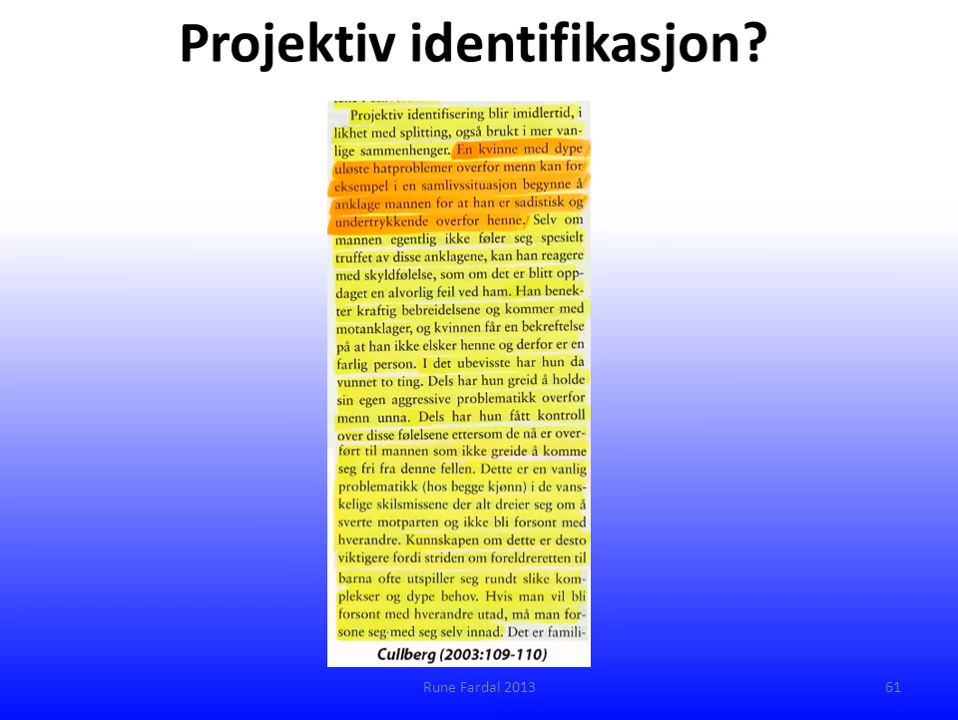 Projektiv identifikasjon?
Projektiv identifisering blir imidlertid, i
likhet med splitting, også brukt i mer van-
lige sammenhenger. En kvinne med dype
uløste hatproblemer overfor menn kan for
eksempel i en samlivssituasjon begynne å
anklage mannen for at han er sadistisk og
undertrykkende overfor henne. Selv om
mannen egentlig ikke føler seg spesielt
truffet av disse anklagene, kan han reagere
med skyldfølelse, som om det er blitt opp-
daget en alvorlig feil ved ham. Han benek-
ter kraftig bebreidelsene og kommer med
motanklager, og kvinnen får en bekreftelse
på at han ikke elsker henne og derfor er en
farlig person. I det ubevisste har hun da
vunnet to ting. Dels har hun greid å holde
sin egen aggressive problematikk overfor
menn unna. Dels har hun fått kontroll
over disse følelsene ettersom de nå er over-
ført til mannen som ikke greide å komme
seg fri fra denne fellen. Dette er en vanlig
problematikk (hos begge kjønn) i de vans-
kelige skilsmissene der alt dreier seg om å
sverte motparten og ikke bli forsont med
hverandre. Kunnskapen om dette er desto
viktigere fordi striden om foreldreretten til
barna ofte utspiller seg rundt slike kom-
plekser og dype behov. Hvis man vil bli
forsont med hverandre utad, må man for-
sone seg med seg selv innad. Det er famili-
Cullberg (2003:109-110)
Rune Fardal 2013
61